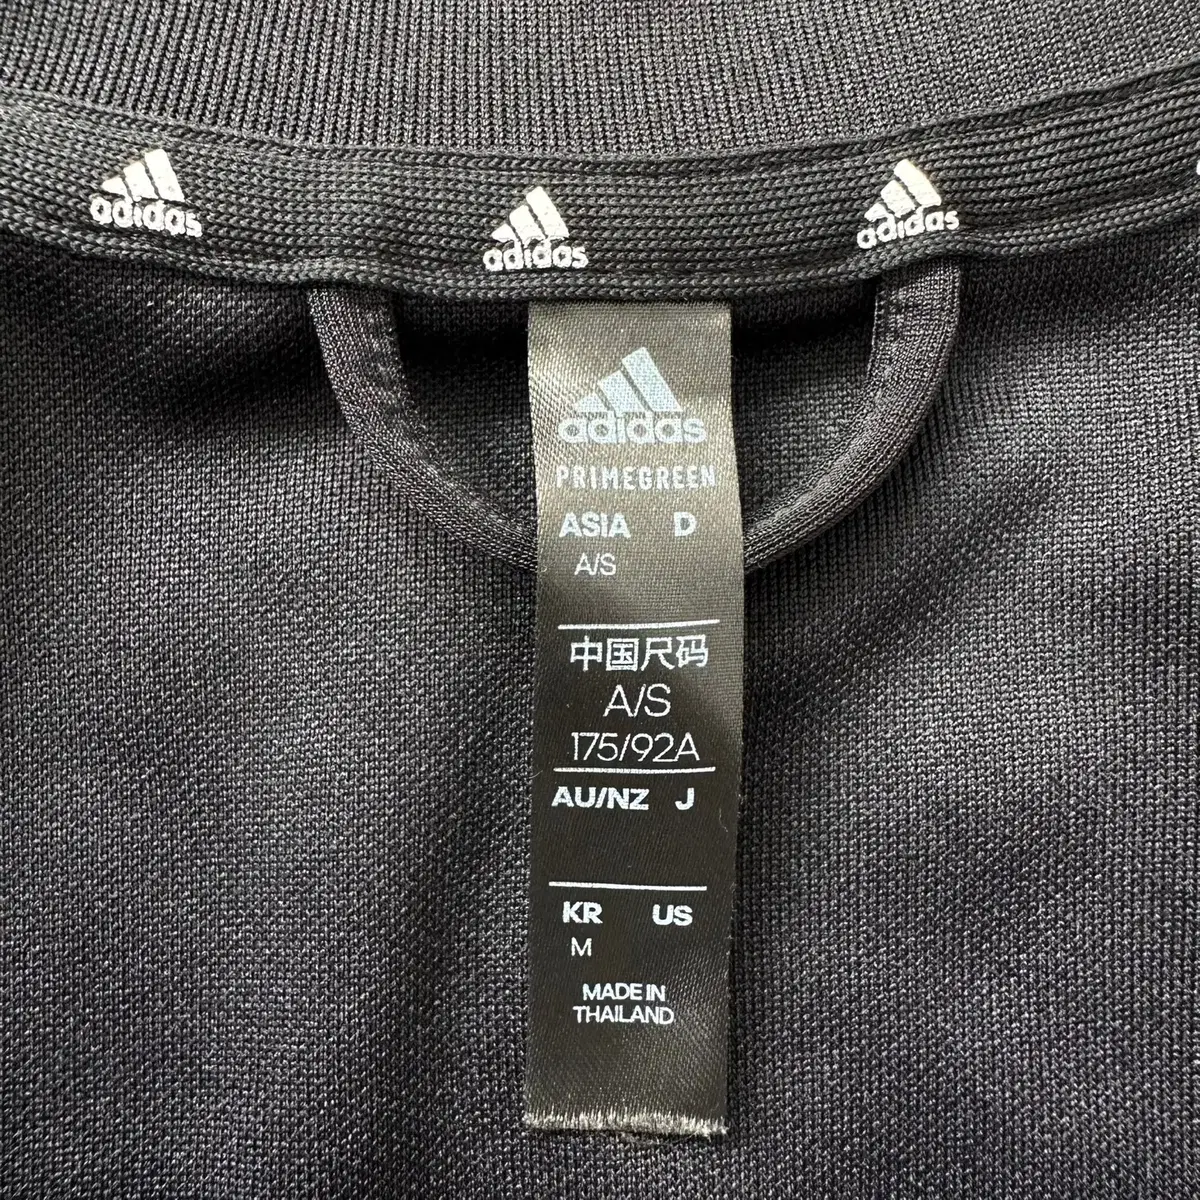 adidas
adidas
adidas
adidas
PRIMEGREEN
ASIA D
A/S
中国尺码
A/S
175/92A
AU/NZ J
KR US
M
MADE IN
THAILAND